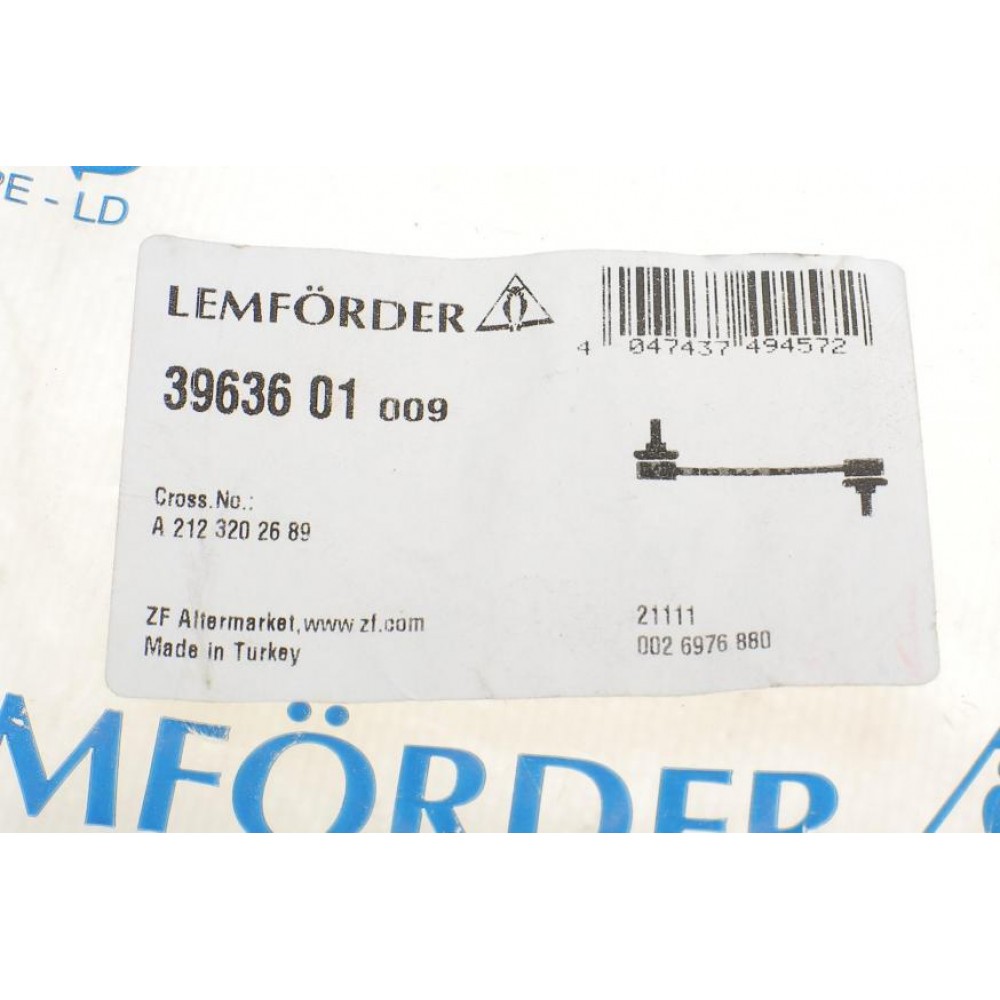 PE - LD
LEMFÖRDER
4 047437 494572
39636 01 009
Cross.No.:
A 212 320 26 89
ZF Aftermarket, www.zf.com
Made in Turkey
21111
002 6976 880
MFÖRDER